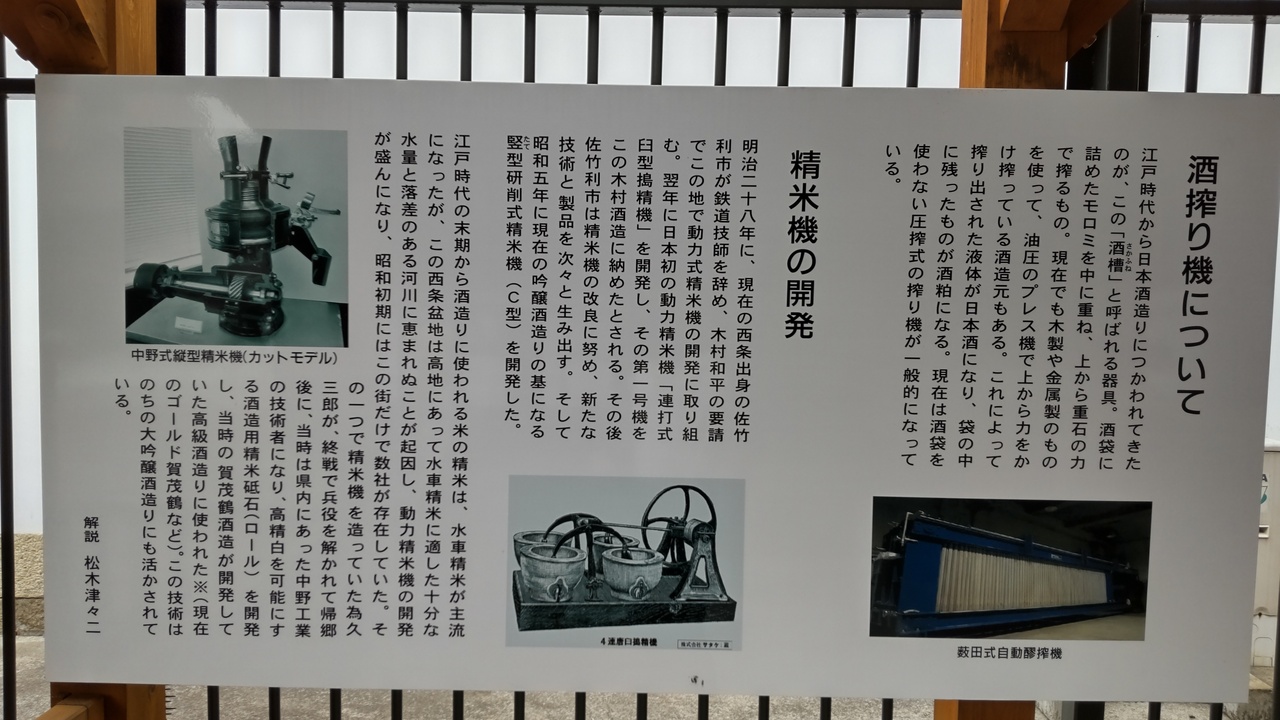 酒搾り機について
江戸時代から日本酒造りにつかわれてきた
のが、この「酒槽」と呼ばれる器具。酒袋に
さかふね
詰めたモロミを中に重ね、上から重石の力
で搾るもの。現在でも木製や金属製のもの
を使って、油圧のプレス機で上から力をか
け搾っている酒造元もある。これによって
搾り出された液体が日本酒になり、袋の中
に残ったものが酒粕になる。現在は酒袋を
使わない圧搾式の搾り機が一般的になって
いる。
薮田式自動醪搾機
精米機の開発
明治二十八年に、現在の西条出身の佐竹
利市が鉄道技師を辞め、木村和平の要請
でこの地で動力式精米機の開発に取り組
む。翌年に日本初の動力精米機「連打式
臼型搗精機」を開発し、その第一号機を
この木村酒造に納めたとされる。その後
佐竹利市は精米機の改良に努め、新たな
技術と製品を次々と生み出す。そして
昭和五年に現在の吟醸酒造りの基になる
竪型研削式精米機（C型）を開発した。
たて
4連唐臼搗精機
株式会社サタケ:蔵
江戸時代の末期から酒造りに使われる米の精米は、水車精米が主流
になったが、この西条盆地は高地にあって水車精米に適した十分な
水量と落差のある河川に恵まれぬことが起因し、動力精米機の開発
が盛んになり、昭和初期にはこの街だけで数社が存在していた。そ
の一つで精米機を造っていた為久
三郎が、終戦で兵役を解かれて帰郷
後に、当時は県内にあった中野工業
の技術者になり、高精白を可能にす
る酒造用精米砥石（ロール）を開発
し、当時の賀茂鶴酒造が開発して
いた高級酒造りに使われた※（現在
のゴールド賀茂鶴など）。この技術は
のちの大吟醸酒造りにも活かされて
いる。
中野式縦型精米機(カットモデル)
解説 松木津々二